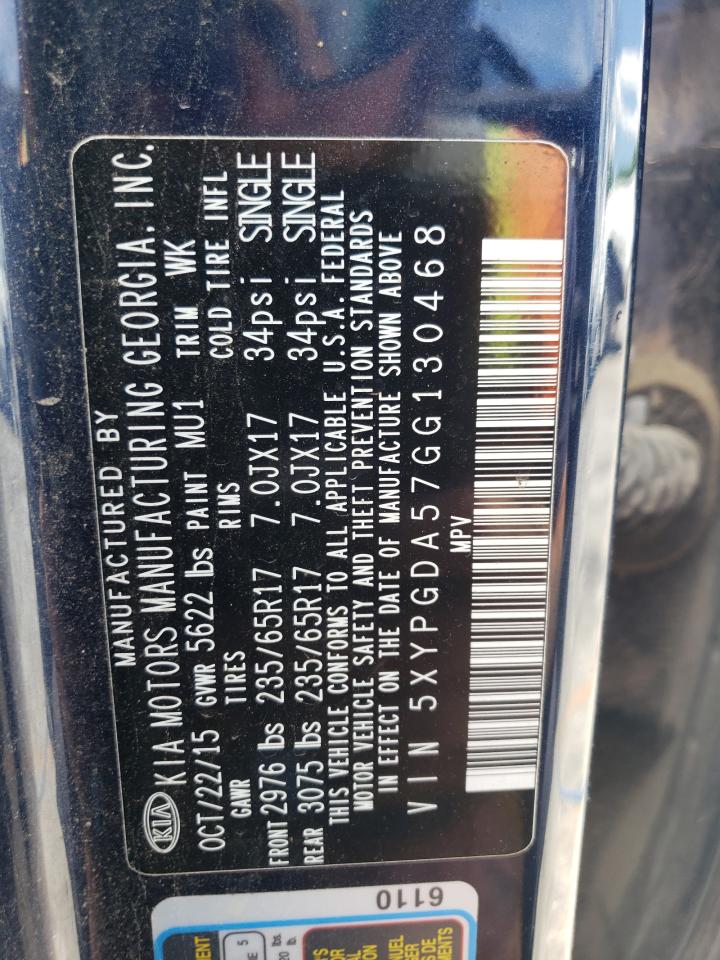 MANUFACTURED BY
KIA KIA MOTORS MANUFACTURING GEORGIA, INC.
OCT/22/15 GVWR 5622 lbs PAINT MU1 TRIM WK
GAWR TIRES RIMS COLD TIRE INFL
FRONT 2976 lbs 235/65R17 7.0JX17 34psi SINGLE
REAR 3075 lbs 235/65R17 7.0JX17 34psi SINGLE
THIS VEHICLE CONFORMS TO ALL APPLICABLE U.S.A. FEDERAL
MOTOR VEHICLE SAFETY AND THEFT PREVENTION STANDARDS
IN EFFECT ON THE DATE OF MANUFACTURE SHOWN ABOVE
VIN 5XYPGDA57GG130468
MPV
6110
5